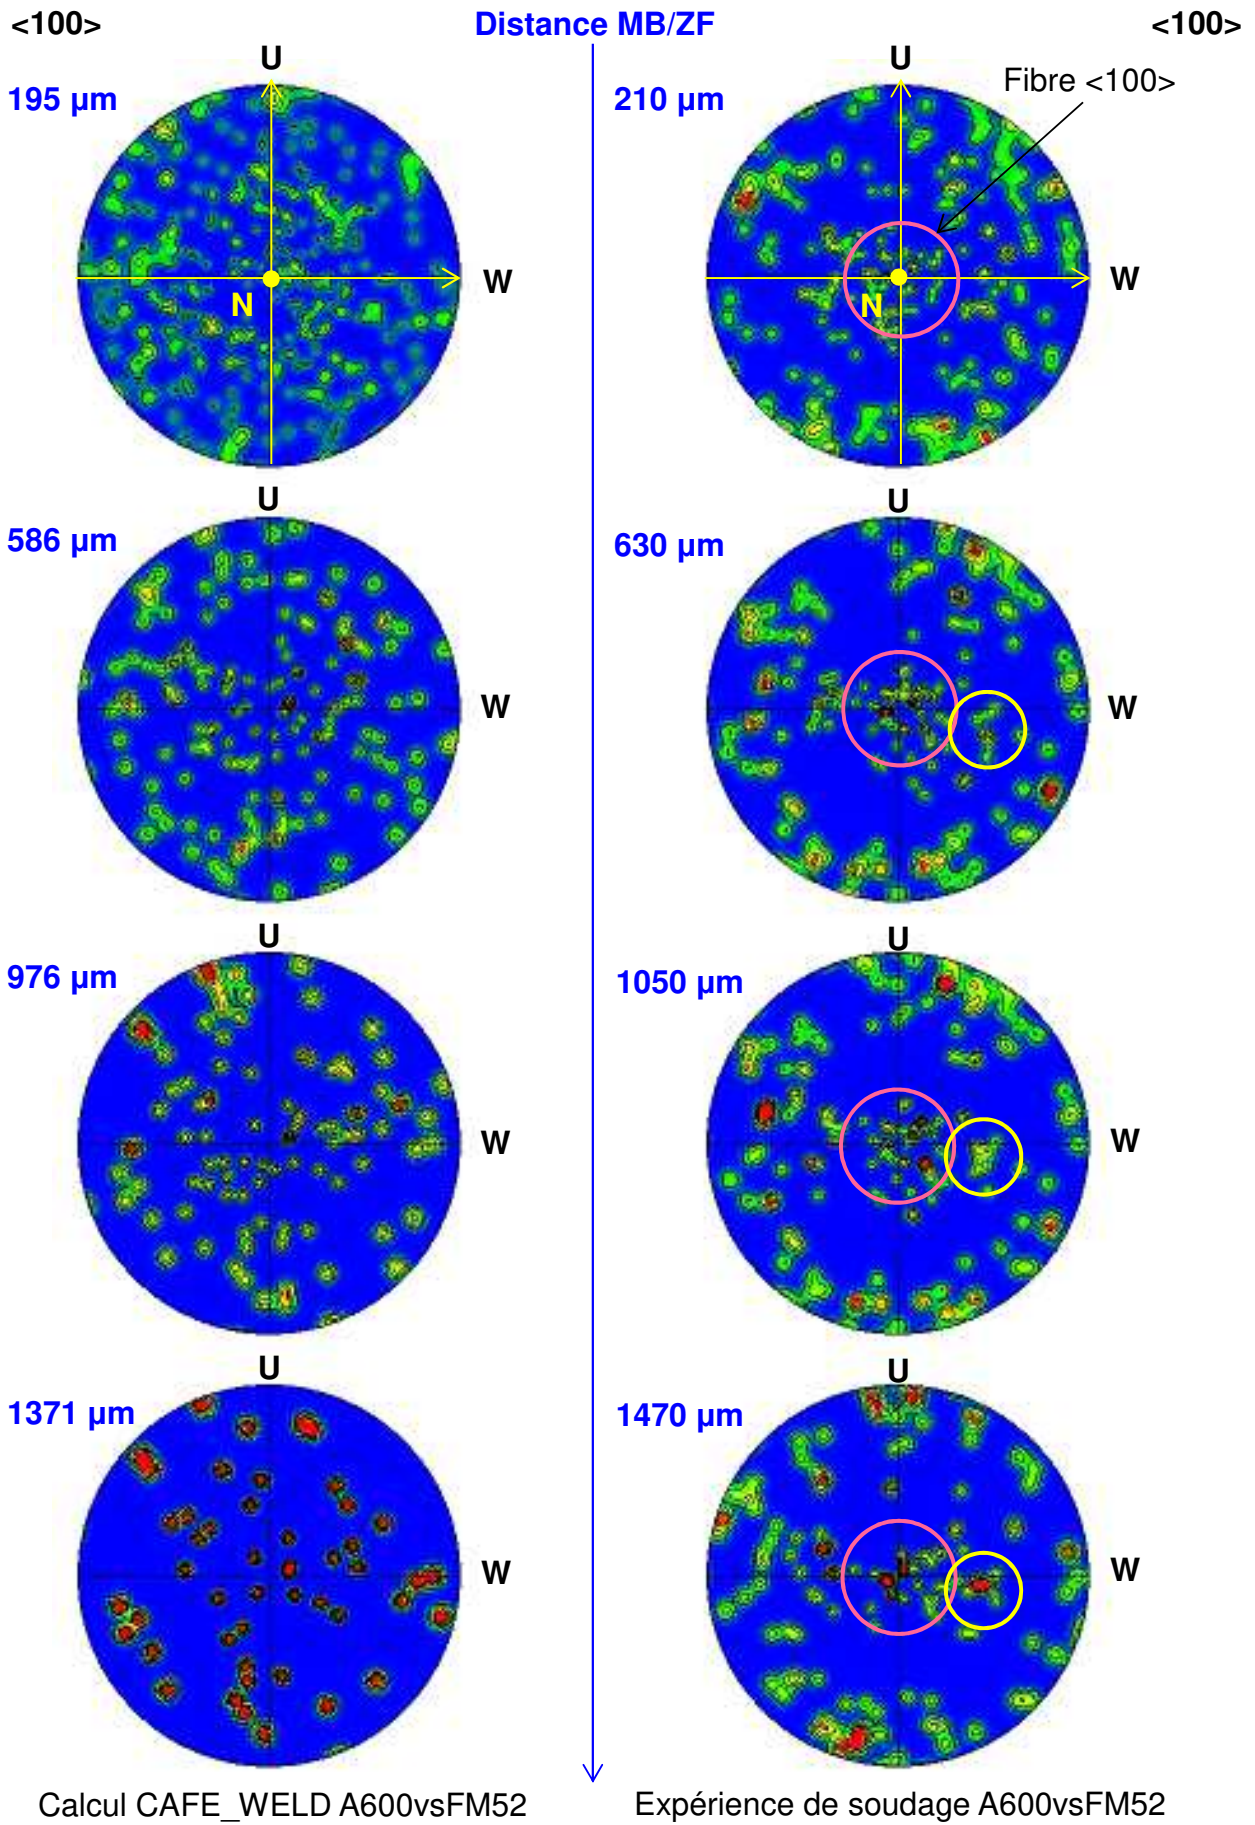 <100>
Distance MB/ZF
<100>
U
U
Fibre <100>
195 µm
210 µm
W
W
N
N
U
U
586 µm
630 µm
W
W
U
U
976 µm
1050 µm
W
W
U
U
1371 µm
1470 µm
W
W
Calcul CAFE_WELD A600vsFM52
Expérience de soudage A600vsFM52